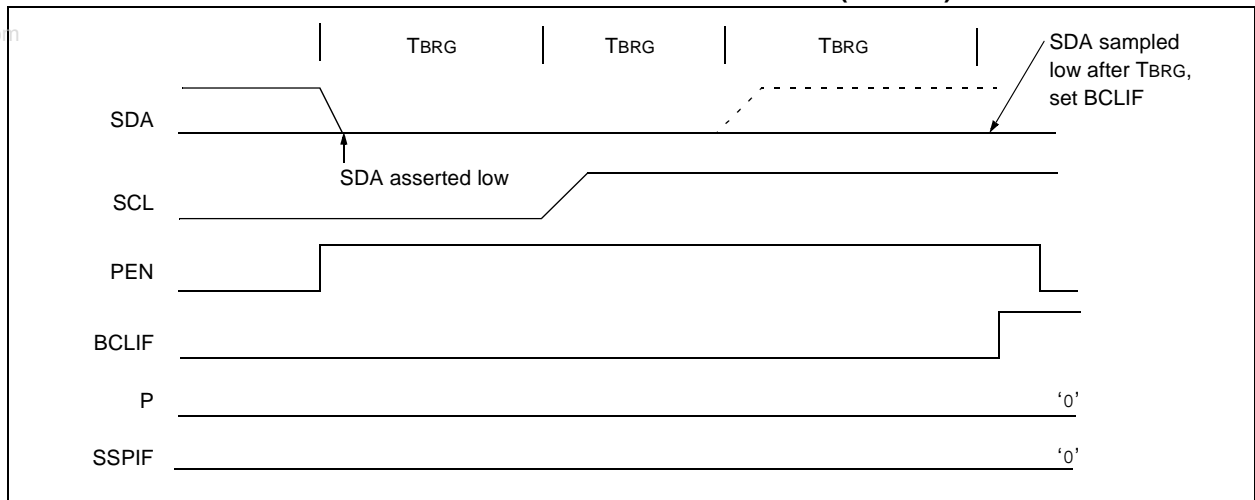 om
TBRG
TBRG
TBRG
SDA sampled
low after TBRG,
set BCLIF
SDA
SDA asserted low
SCL
PEN
BCLIF
P
‘0’
SSPIF
‘0’